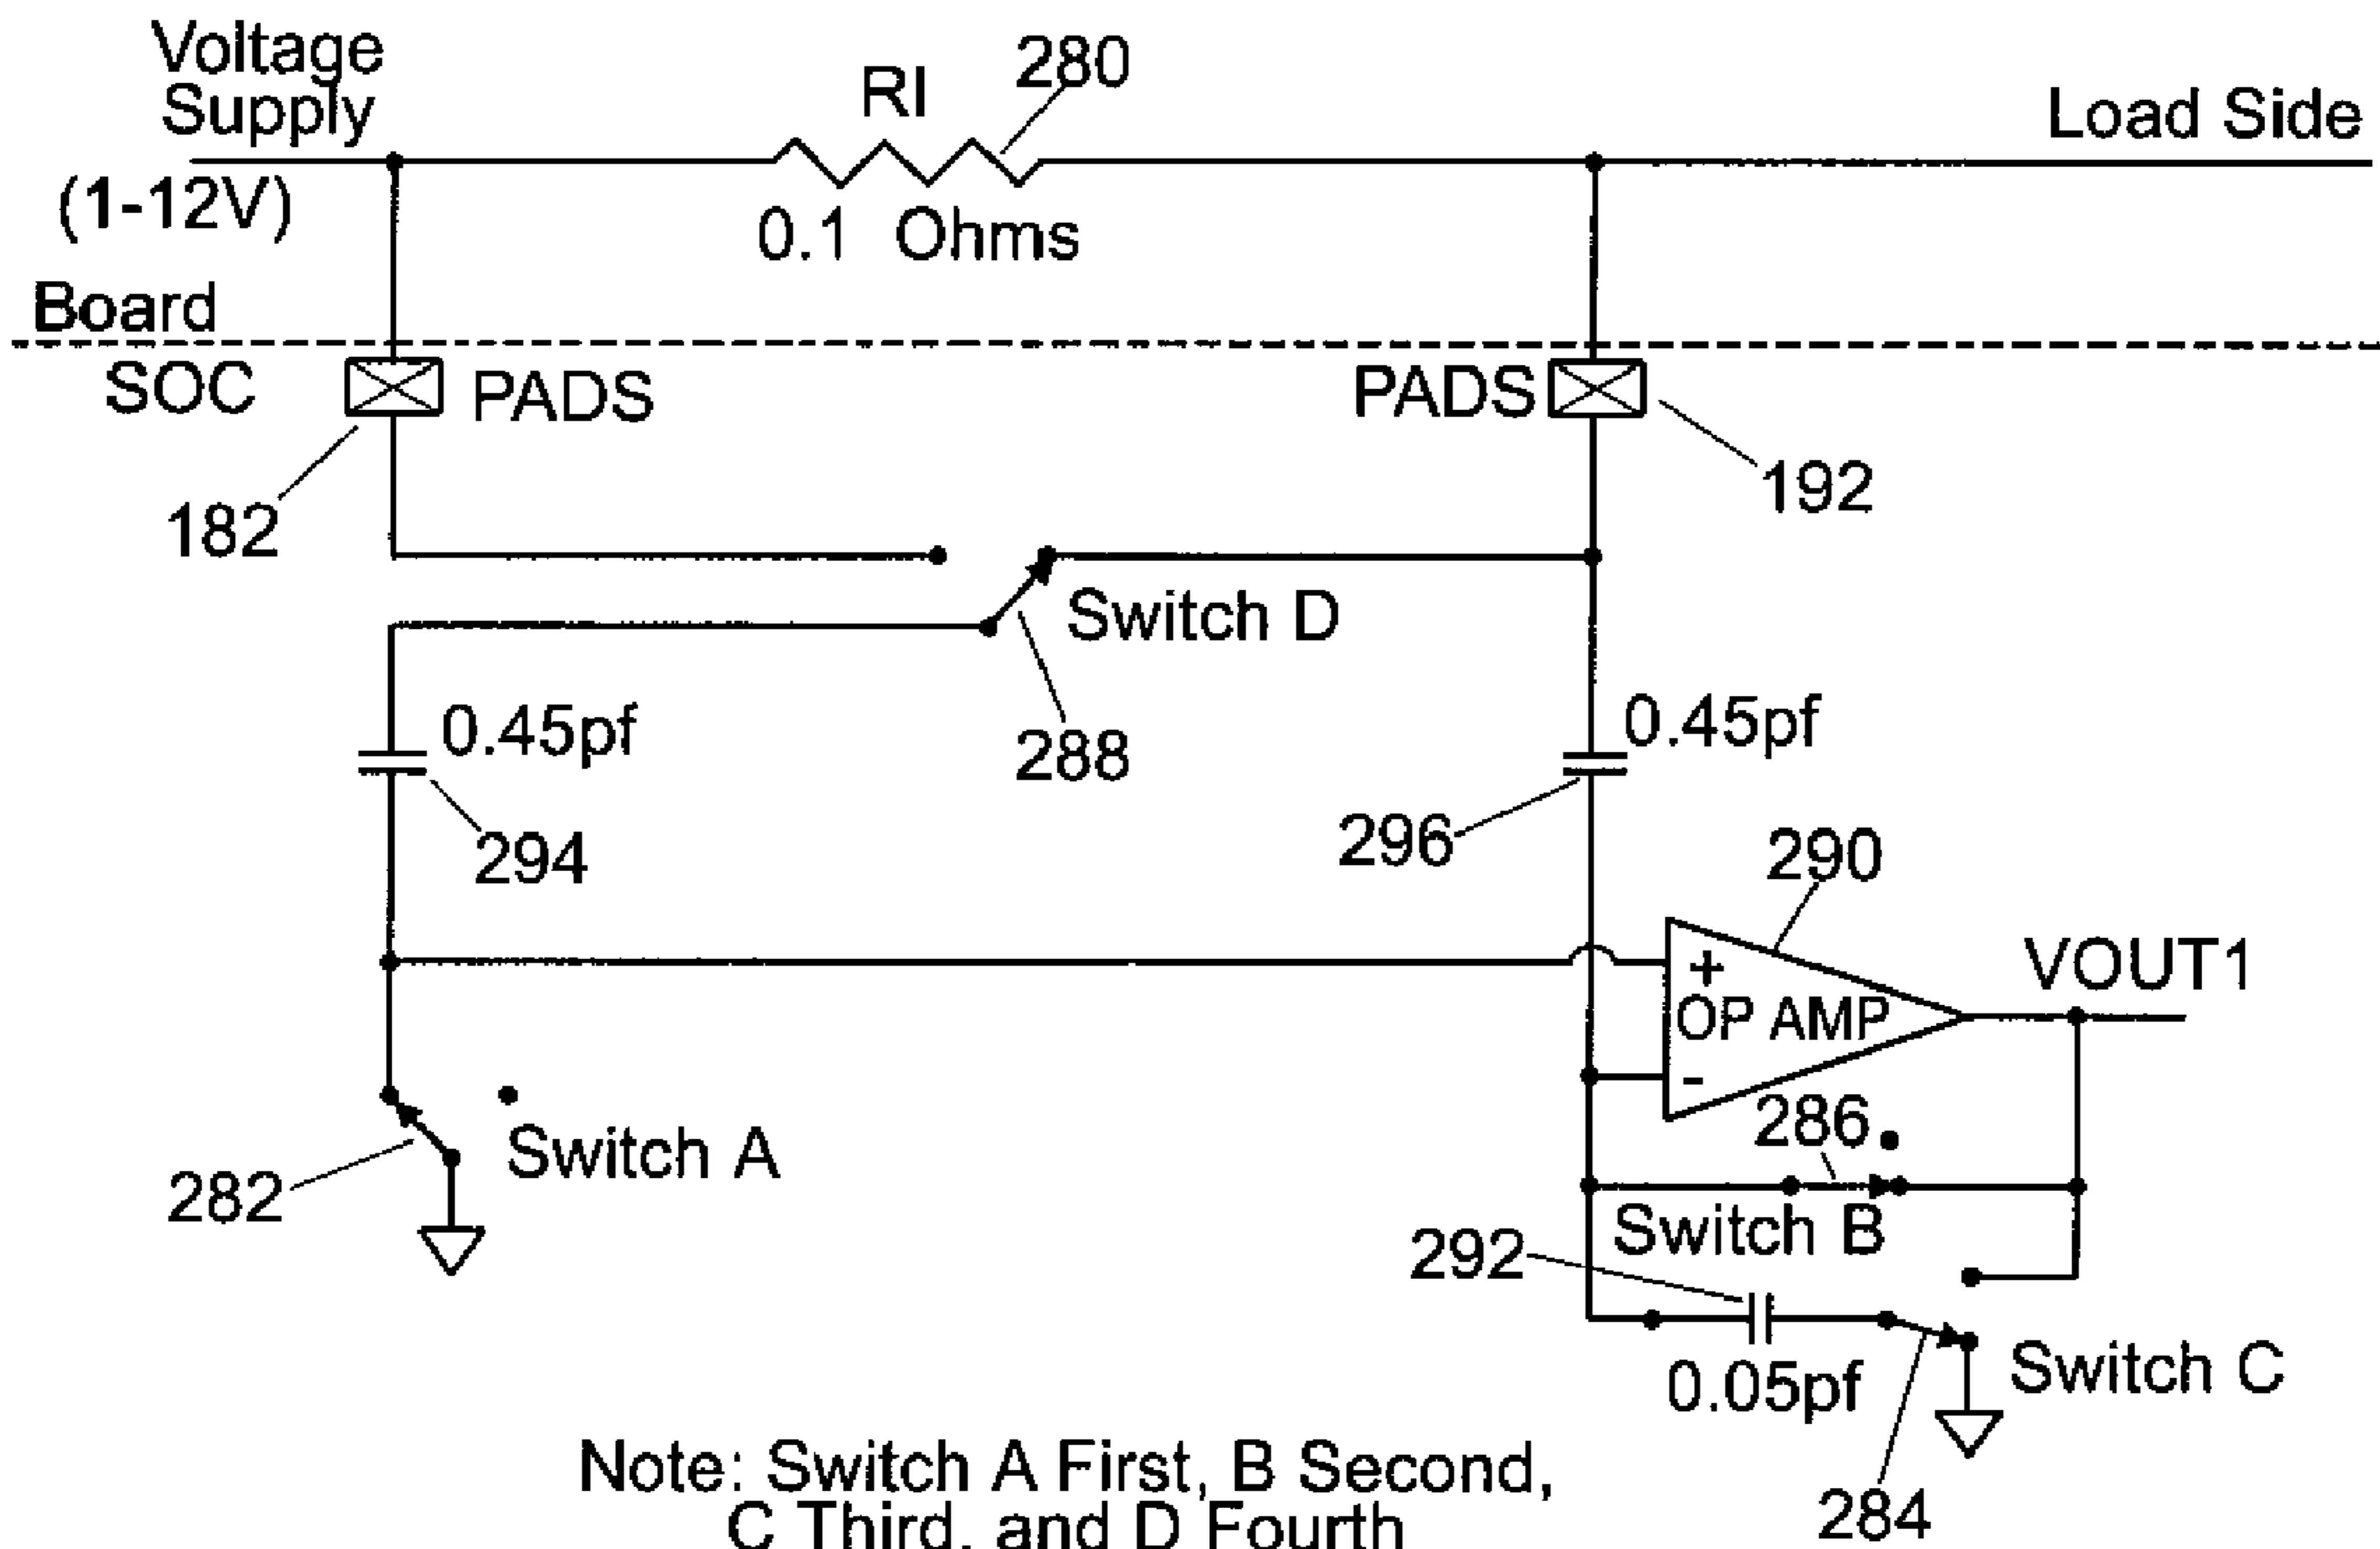 Voltage
Supply
(1-12V)
RI
280
0.1 Ohms
Load Side
Board
SOC
PADS
PADS
182
192
Switch D
288
0.45pf
294
0.45pf
296
290
+
OP AMP
-
VOUT1
286
Switch A
282
Switch B
292
0.05pf
Switch C
284
Note: Switch A First, B Second,
C Third, and D Fourth